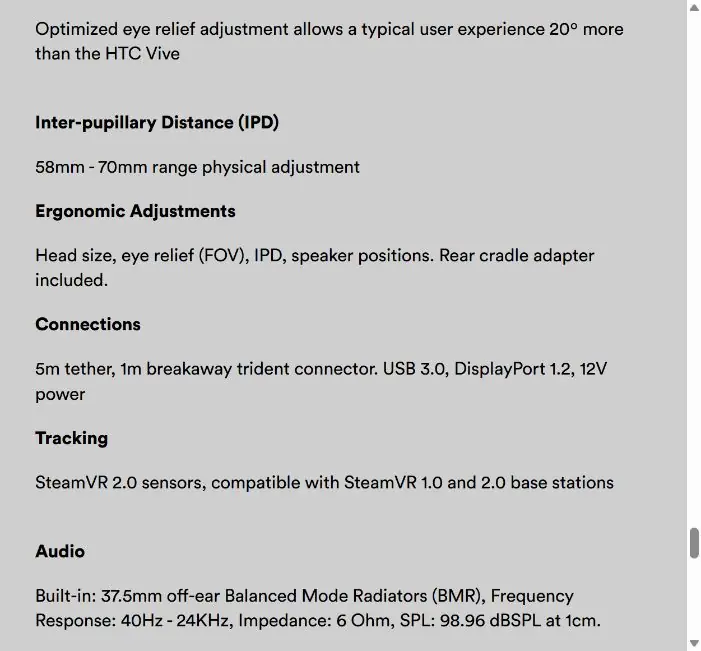 Optimized eye relief adjustment allows a typical user experience 20º more
than the HTC Vive
Inter-pupillary Distance (IPD)
58mm - 70mm range physical adjustment
Ergonomic Adjustments
Head size, eye relief (FOV), IPD, speaker positions. Rear cradle adapter
included.
Connections
5m tether, 1m breakaway trident connector. USB 3.0, DisplayPort 1.2, 12V
power
Tracking
SteamVR 2.0 sensors, compatible with SteamVR 1.0 and 2.0 base stations
Audio
Built-in: 37.5mm off-ear Balanced Mode Radiators (BMR), Frequency
Response: 40Hz - 24KHz, Impedance: 6 Ohm, SPL: 98.96 dBSPL at 1cm.